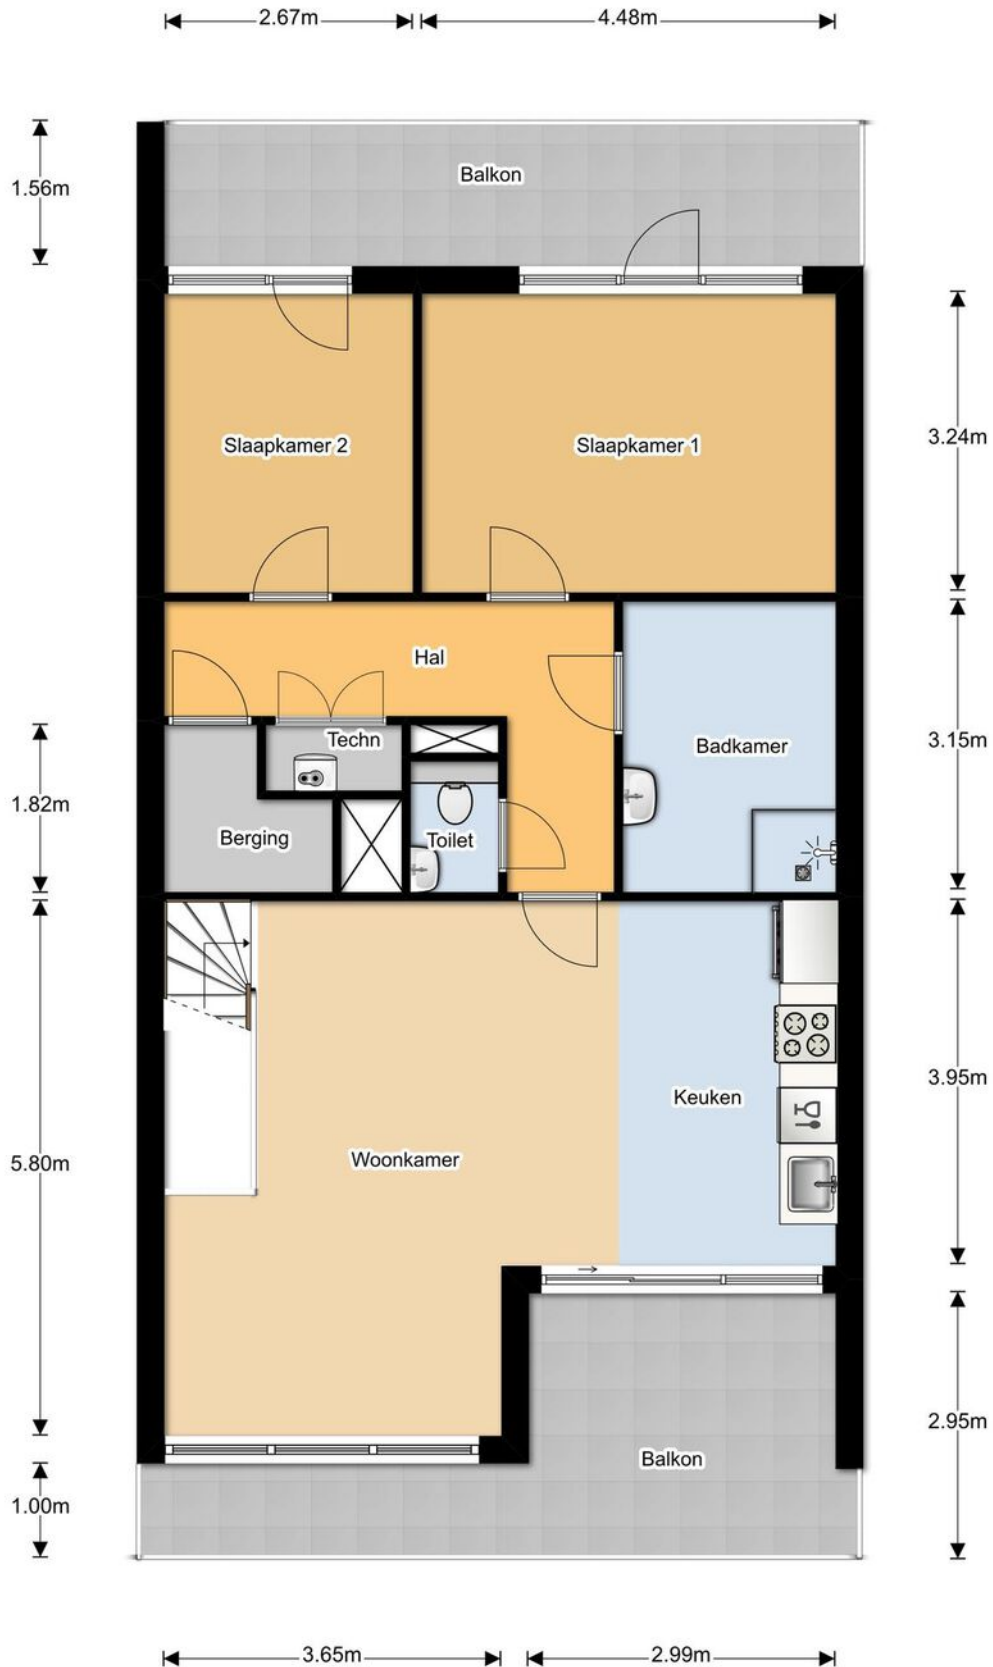 2.67m
4.48m
Balkon
1.56m
3.24m
Slaapkamer 2
Slaapkamer 1
Hal
Techn
Badkamer
3.15m
1.82m
Berging
Toilet
3.95m
Keuken
5.80m
Woonkamer
2.95m
Balkon
1.00m
3.65m
2.99m